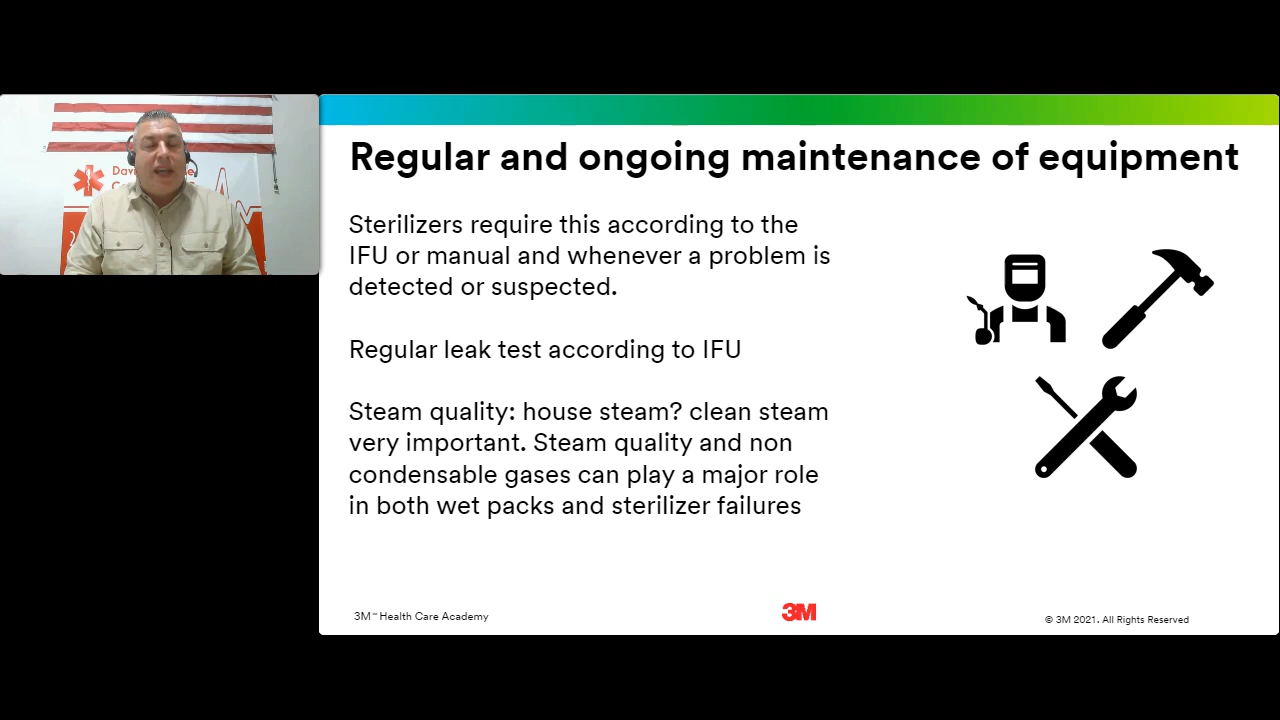 Regular and ongoing maintenance of equipment
Sterilizers require this according to the
IFU or manual and whenever a problem is
detected or suspected.
Regular leak test according to IFU
Steam quality: house steam? clean steam
very important. Steam quality and non
condensable gases can play a major role
in both wet packs and sterilizer failures
3M™ Health Care Academy
3M
© 3M 2021. All Rights Reserved